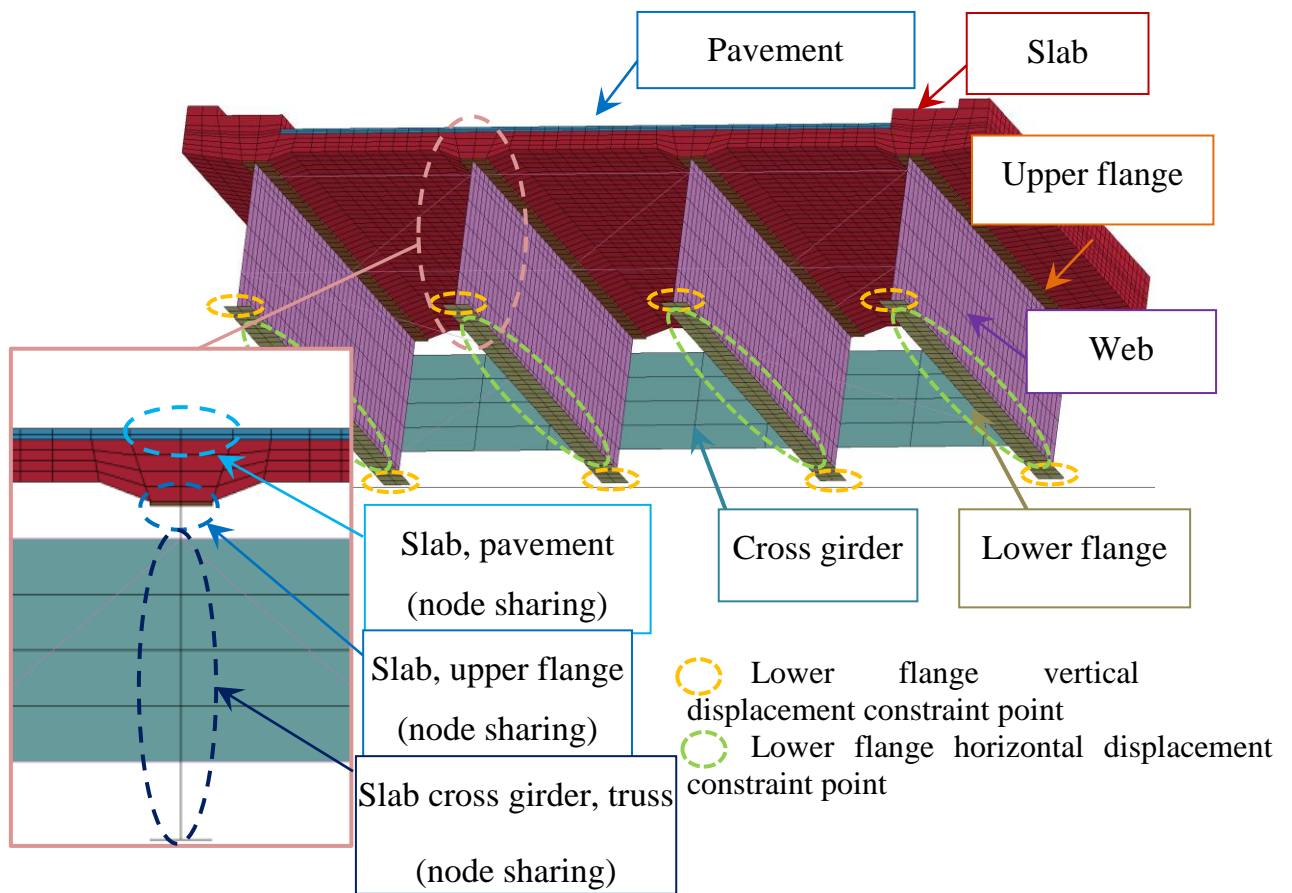 Pavement
Slab
Upper flange
Web
Cross girder
Lower flange
Slab, pavement
(node sharing)
Slab, upper flange
(node sharing)
Slab cross girder, truss
(node sharing)
Lower flange vertical
displacement constraint point
Lower flange horizontal displacement
constraint point